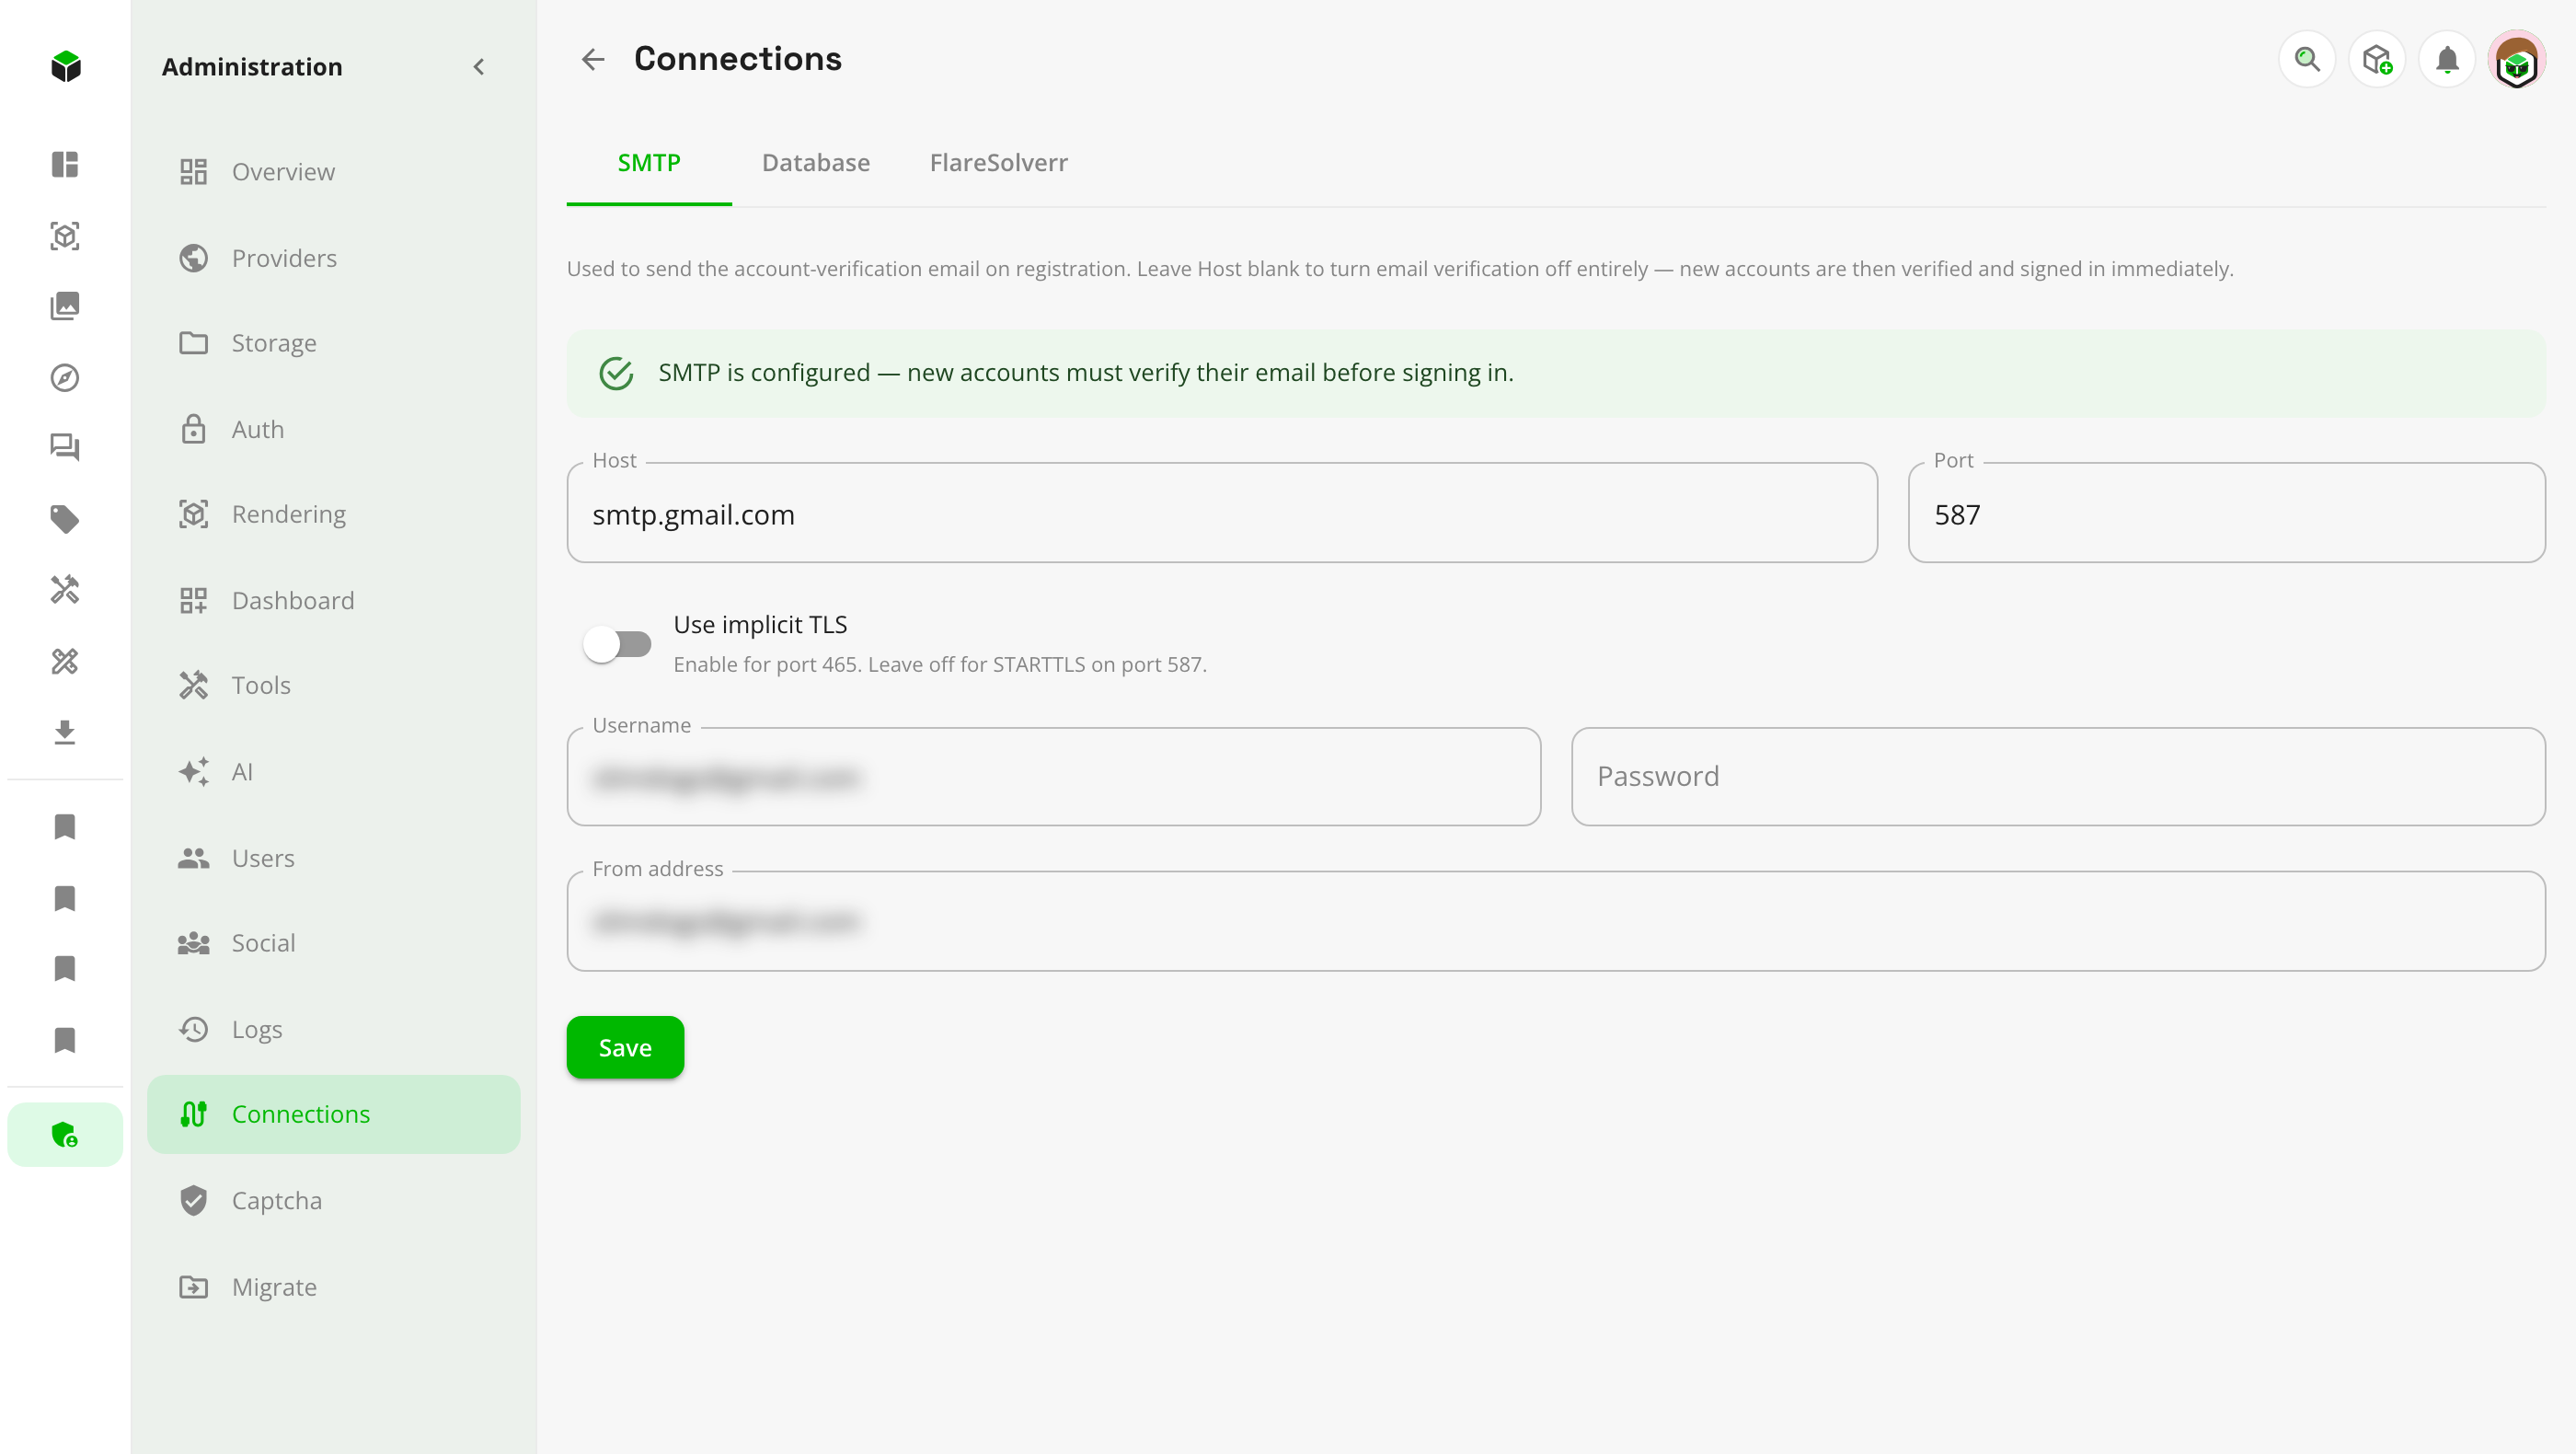 Administration
Overview
Providers
Storage
Auth
Rendering
Dashboard
Tools
AI
Users
Social
Logs
Connections
Captcha
Migrate
Connections
SMTP
Database
FlareSolverr
Used to send the account-verification email on registration. Leave Host blank to turn email verification off entirely — new accounts are then verified and signed in immediately.
SMTP is configured — new accounts must verify their email before signing in.
Host
smtp.gmail.com
Port
587
Use implicit TLS
Enable for port 465. Leave off for STARTTLS on port 587.
Username
Password
From address
Save